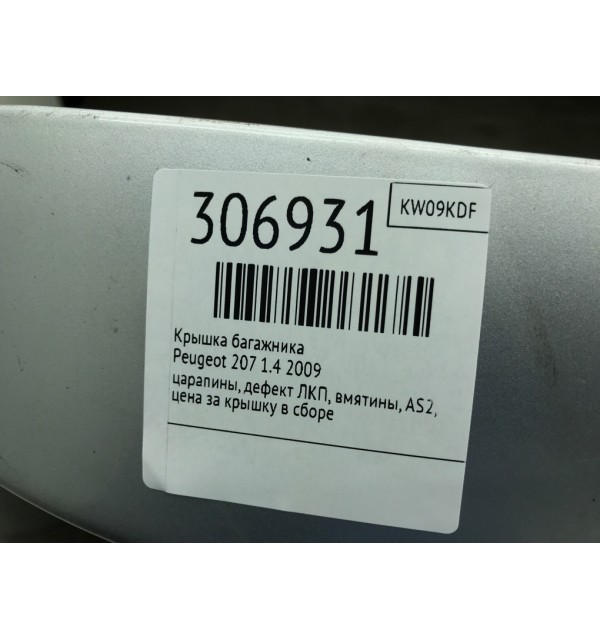 306931
KW09KDF
Крышка багажника
Peugeot 207 1.4 2009
царапины, дефект ЛКП, вмятины, AS2,
цена за крышку в сборе